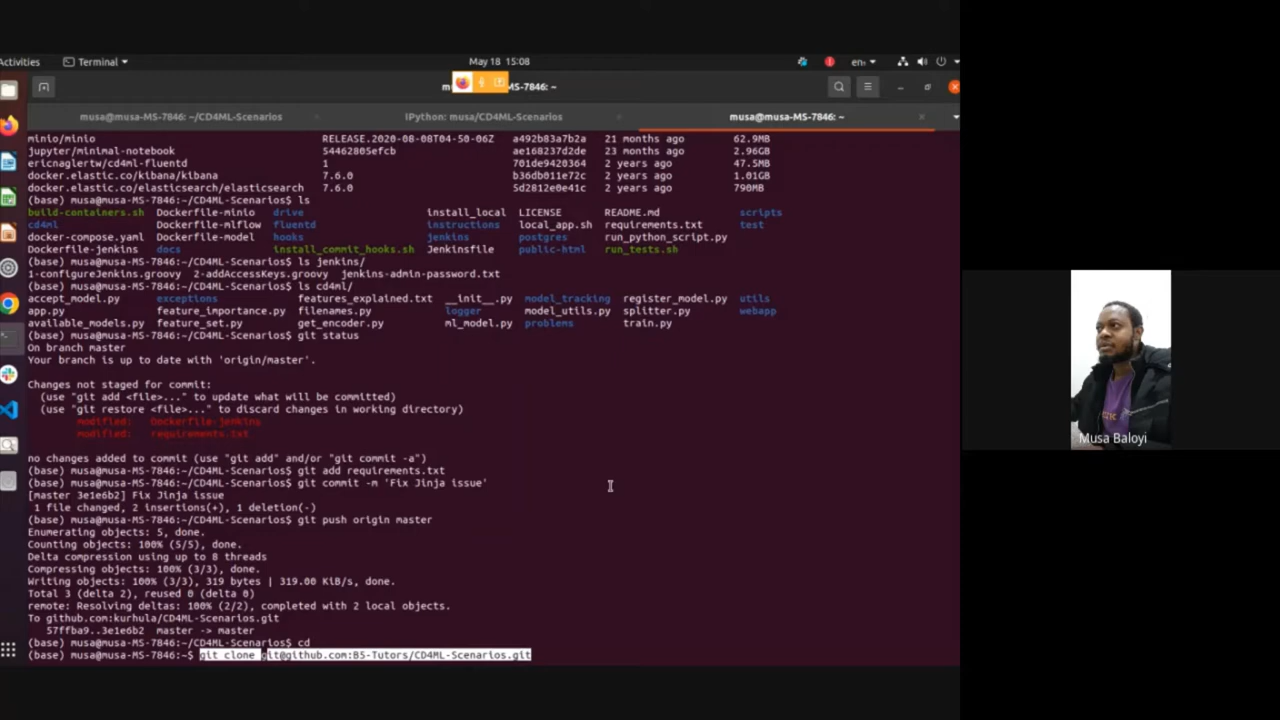 Activities
Terminal
May 18 15:08
en
MS-7846: ~
musa@musa-MS-7846: ~/CD4ML-Scenarios
IPython: musa/CD4ML-Scenarios
musa@musa-MS-7846: ~
minio/minio RELEASE.2020-08-08T04-50-06Z a492b83a7b2a 21 months ago 62.9MB
jupyter/minimal-notebook 54462805efcb ae168237d2de 23 months ago 2.96GB
ericnaglertw/cd4ml-fluentd 1 701de9420364 2 years ago 47.5MB
docker.elastic.co/kibana/kibana 7.6.0 b36db011e72c 2 years ago 1.01GB
docker.elastic.co/elasticsearch/elasticsearch 7.6.0 5d2812e0e41c 2 years ago 790MB
(base) musa@musa-MS-7846:~/CD4ML-Scenarios$ ls
build-containers.sh Dockerfile-minio drive install_local LICENSE README.md scripts
cd4ml Dockerfile-mlflow fluentd instructions local_app.sh requirements.txt test
docker-compose.yaml Dockerfile-model hooks jenkins postgres run_python_script.py
Dockerfile-jenkins docs install_commit_hooks.sh Jenkinsfile public-html run_tests.sh
(base) musa@musa-MS-7846:~/CD4ML-Scenarios$ ls jenkins/
1-configureJenkins.groovy 2-addAccessKeys.groovy jenkins-admin-password.txt
(base) musa@musa-MS-7846:~/CD4ML-Scenarios$ ls cd4ml/
accept_model.py exceptions features_explained.txt __init__.py model_tracking register_model.py utils
app.py feature_importance.py filenames.py logger model_utils.py splitter.py webapp
available_models.py feature_set.py get_encoder.py ml_model.py problems train.py
(base) musa@musa-MS-7846:~/CD4ML-Scenarios$ git status
On branch master
Your branch is up to date with 'origin/master'.
Changes not staged for commit:
(use "git add <file>..." to update what will be committed)
(use "git restore <file>..." to discard changes in working directory)
modified: Dockerfile-jenkins
modified: requirements.txt
no changes added to commit (use "git add" and/or "git commit -a")
(base) musa@musa-MS-7846:~/CD4ML-Scenarios$ git add requirements.txt
(base) musa@musa-MS-7846:~/CD4ML-Scenarios$ git commit -m 'Fix Jinja issue'
[master 3e1e6b2] Fix Jinja issue
1 file changed, 2 insertions(+), 1 deletion(-)
(base) musa@musa-MS-7846:~/CD4ML-Scenarios$ git push origin master
Enumerating objects: 5, done.
Counting objects: 100% (5/5), done.
Delta compression using up to 8 threads
Compressing objects: 100% (3/3), done.
Writing objects: 100% (3/3), 319 bytes | 319.00 KiB/s, done.
Total 3 (delta 2), reused 0 (delta 0)
remote: Resolving deltas: 100% (2/2), completed with 2 local objects.
To github.com:kurhula/CD4ML-Scenarios.git
57ffba9..3e1e6b2 master -> master
(base) musa@musa-MS-7846:~/CD4ML-Scenarios$ cd
(base) musa@musa-MS-7846:~$ git clone git@github.com:B5-Tutors/CD4ML-Scenarios.git
Musa Baloyi